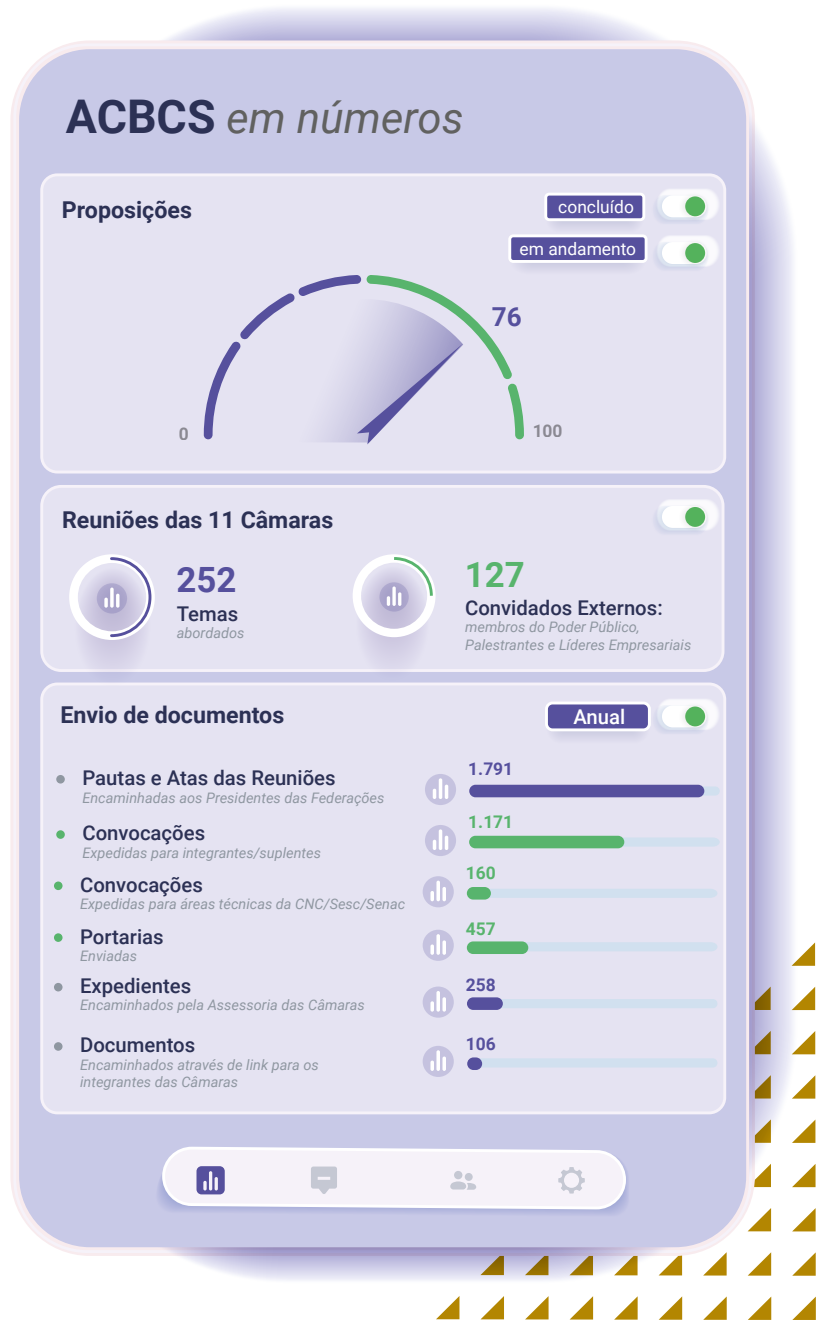 ACBCS em números
Proposições
concluído
em andamento
76
0
100
Reuniões das 11 Câmaras
252
Temas
abordados
127
Convidados Externos:
membros do Poder Público,
Palestrantes e Líderes Empresariais
Envio de documentos
Anual
Pautas e Atas das Reuniões
Encaminhadas aos Presidentes das Federações
1.791
Convocações
Expedidas para integrantes/suplentes
1.171
Convocações
Expedidas para áreas técnicas da CNC/Sesc/Senac
160
Portarias
Enviadas
457
Expedientes
Encaminhados pela Assessoria das Câmaras
258
Documentos
Encaminhados através de link para os
integrantes das Câmaras
106